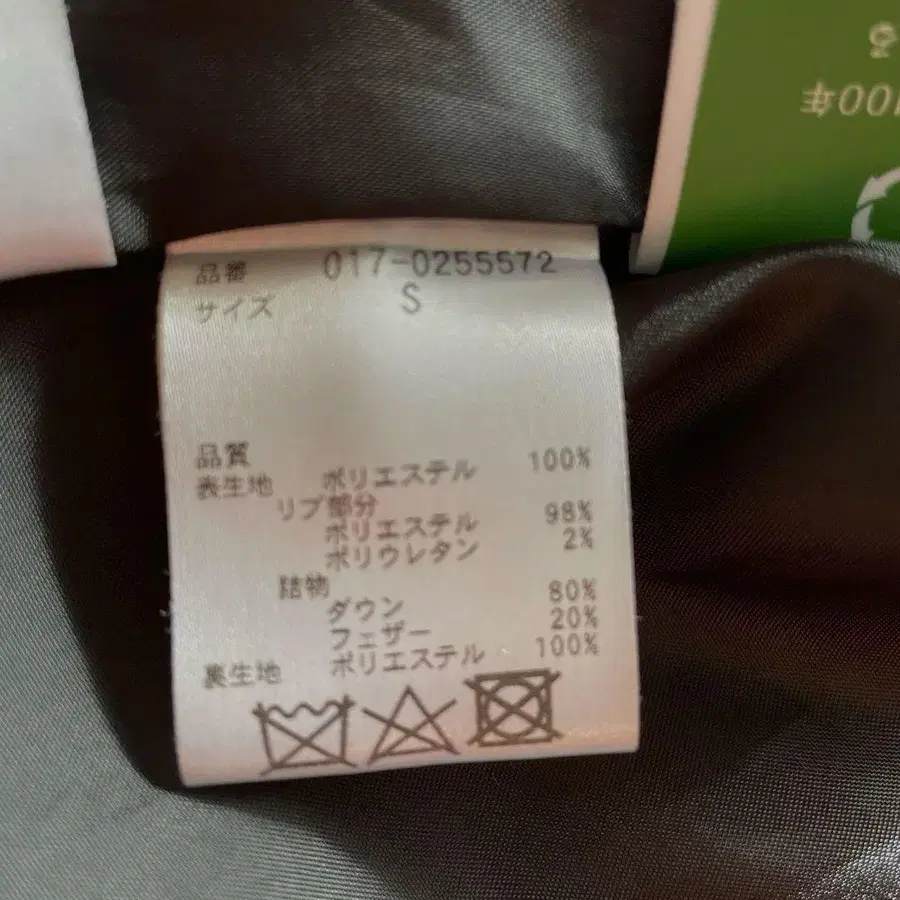 品番 017-0255572
サイズ S
品質
表生地 ポリエステル 100%
リブ部分
ポリエステル 98%
ポリウレタン 2%
詰物
ダウン 80%
フェザー 20%
裏生地 ポリエステル 100%